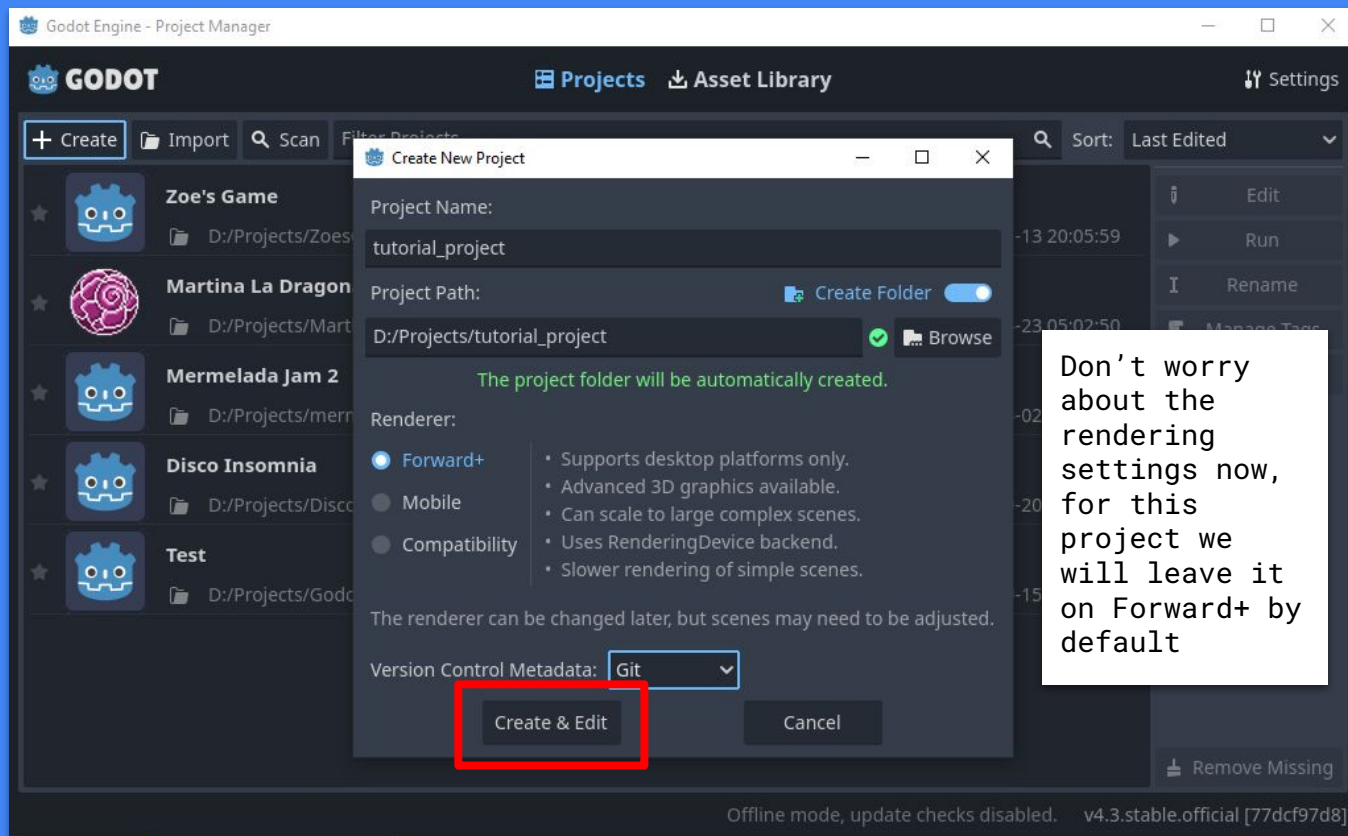 Godot Engine - Project Manager
GODOT
Projects
Asset Library
Settings
Create
Import
Scan
Filter Projects
Sort:
Last Edited
Create New Project
Zoe's Game
D:/Projects/Zoes
-13 20:05:59
Martina La Dragon
D:/Projects/Mart
-23 05:02:50
Mermelada Jam 2
D:/Projects/merm
-02
Disco Insomnia
D:/Projects/Disco
-20
Test
D:/Projects/Godo
-15
Project Name:
tutorial_project
Project Path:
Create Folder
D:/Projects/tutorial_project
Browse
The project folder will be automatically created.
Renderer:
Forward+
Mobile
Compatibility
• Supports desktop platforms only.
• Advanced 3D graphics available.
• Can scale to large complex scenes.
• Uses RenderingDevice backend.
• Slower rendering of simple scenes.
The renderer can be changed later, but scenes may need to be adjusted.
Version Control Metadata:
Git
Create & Edit
Cancel
Edit
Run
Rename
Manage Tags
Don’t worry
about the
rendering
settings now,
for this
project we
will leave it
on Forward+ by
default
Remove Missing
Offline mode, update checks disabled.
v4.3.stable.official [77dcf97d8]